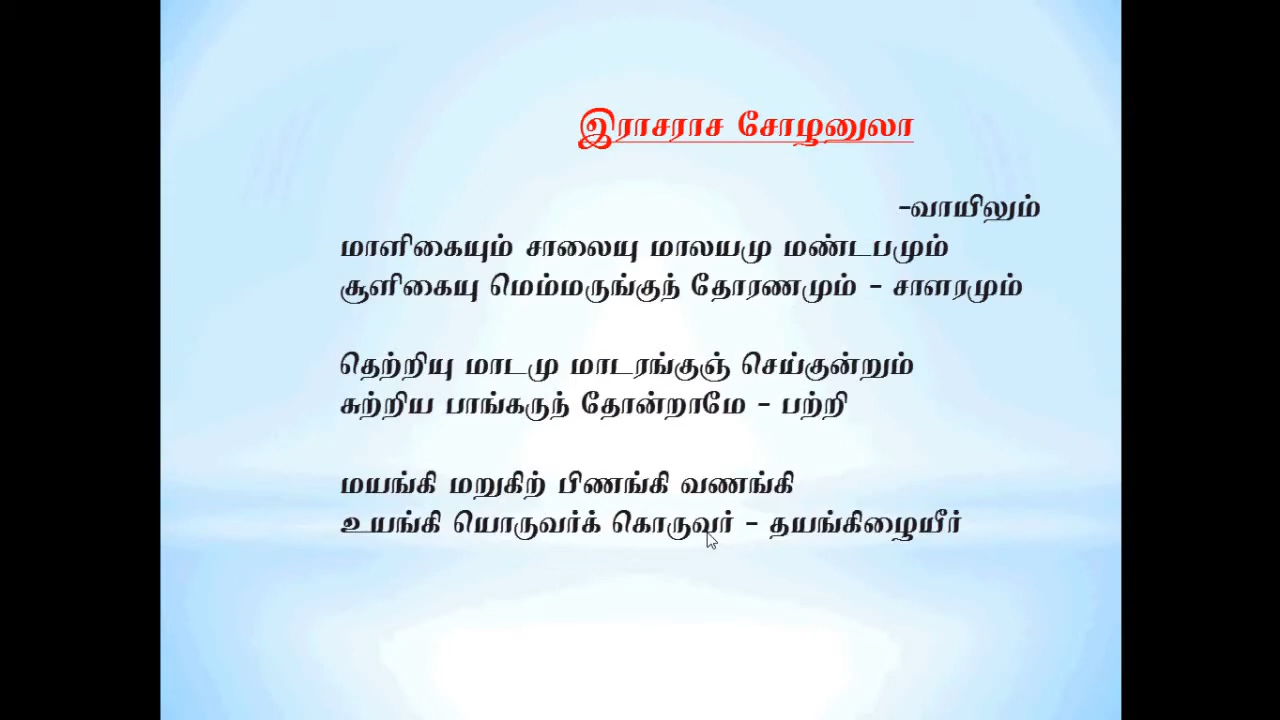 இராசராச சோழனுலா
-வாயிலும்
மாளிகையும் சாலையு மாலயமு மண்டபமும்
சூளிகையு மெம்மருங்குந் தோரணமும் - சாளரமும்
தெற்றியு மாடமு மாடரங்குஞ் செய்குன்றும்
சுற்றிய பாங்கருந் தோன்றாமே - பற்றி
மயங்கி மறுகிற் பிணங்கி வணங்கி
உயங்கி யொருவர்க் கொருவர் - தயங்கிழையீர்